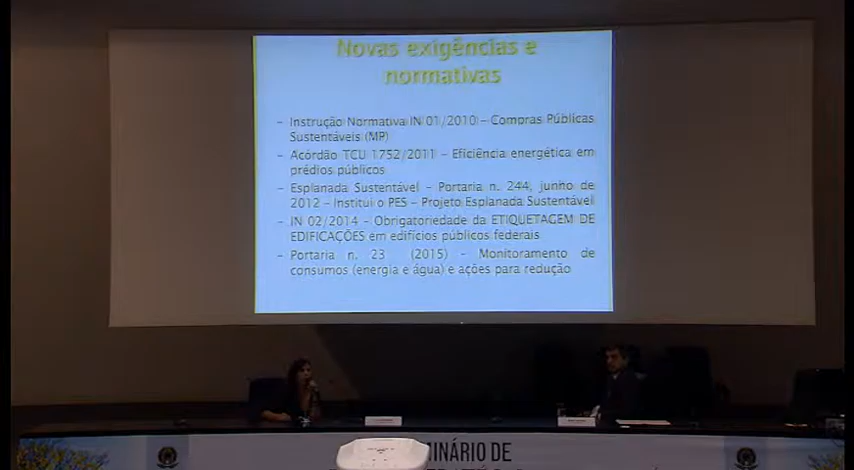 Novas exigências e
normativas
- Instrução Normativa IN 01/2010 – Compras Públicas
Sustentáveis (MP)
- Acórdão TCU 1752/2011 – Eficiência energética em
prédios públicos
- Esplanada Sustentável – Portaria n. 244, junho de
2012 – Institui o PES – Projeto Esplanada Sustentável
- IN 02/2014 – Obrigatoriedade da ETIQUETAGEM DE
EDIFICAÇÕES em edifícios públicos federais
- Portaria n. 23 (2015) – Monitoramento de
consumos (energia e água) e ações para redução
INÁRIO DE